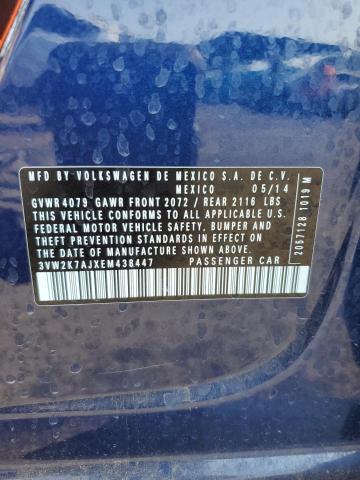 MFD BY VOLKSWAGEN DE MEXICO S.A. DE C.V.
MEXICO 05/14
GVWR 4079 GAWR FRONT 2072 / REAR 2116 LBS
THIS VEHICLE CONFORMS TO ALL APPLICABLE
FEDERAL MOTOR VEHICLE SAFETY, BUMPER AND
THEFT PREVENTION STANDARDS IN EFFECT ON
THE DATE OF MANUFACTURE SHOWN ABOVE.
3VW2K7AJXEM438447 PASSENGER CAR
2057128 1019 M